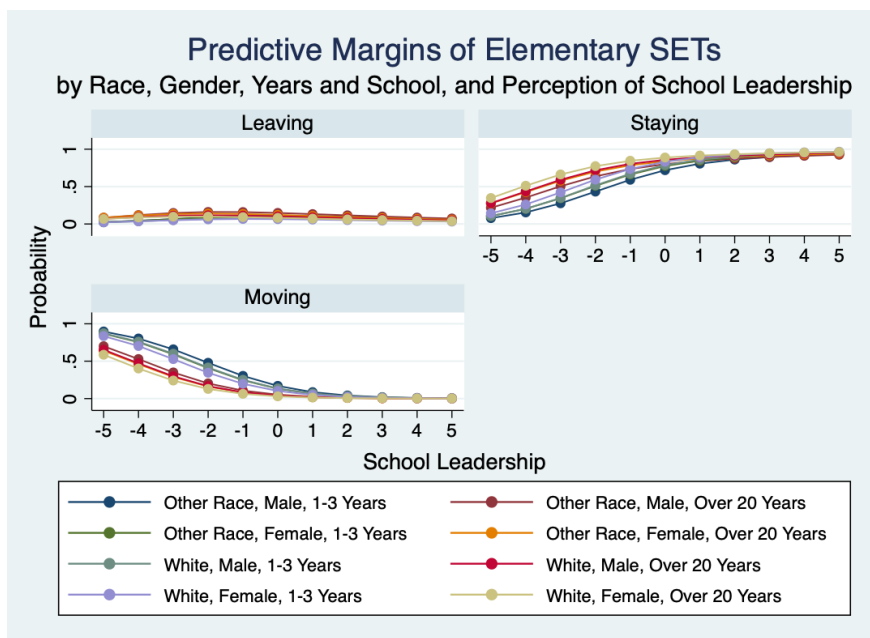 Predictive Margins of Elementary SETs
by Race, Gender, Years and School, and Perception of School Leadership
Leaving
Staying
1
.5
0
1
.5
0
-5 -4 -3 -2 -1 0 1 2 3 4 5
Probability
Moving
1
.5
0
-5 -4 -3 -2 -1 0 1 2 3 4 5
School Leadership
Other Race, Male, 1-3 Years
Other Race, Male, Over 20 Years
Other Race, Female, 1-3 Years
Other Race, Female, Over 20 Years
White, Male, 1-3 Years
White, Male, Over 20 Years
White, Female, 1-3 Years
White, Female, Over 20 Years